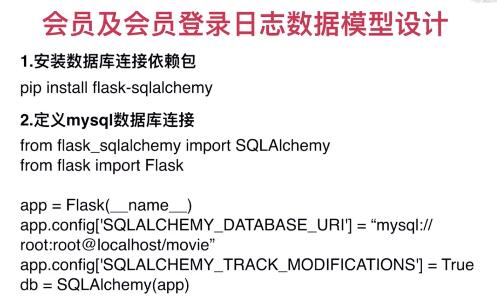 会员及会员登录日志数据模型设计
1.安装数据库连接依赖包
pip install flask-sqlalchemy
2.定义mysql数据库连接
from flask_sqlalchemy import SQLAlchemy
from flask import Flask
app = Flask(__name__)
app.config['SQLALCHEMY_DATABASE_URI'] = “mysql://
root:root@localhost/movie”
app.config['SQLALCHEMY_TRACK_MODIFICATIONS'] = True
db = SQLAlchemy(app)